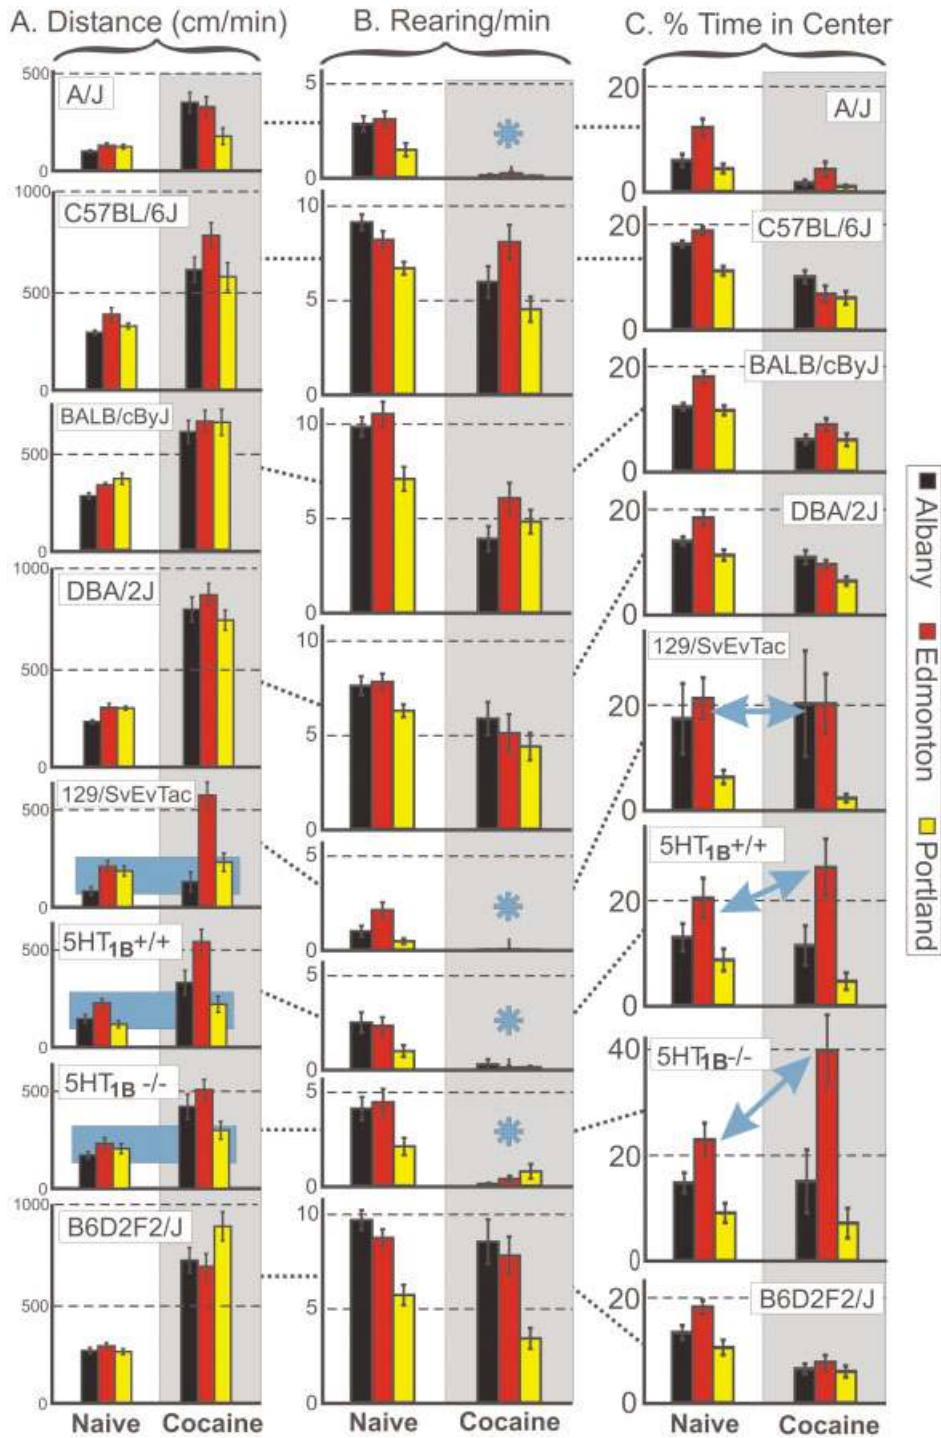 A. Distance (cm/min)
B. Rearing/min
C. % Time in Center
500
A/J
0
1000
C57BL/6J
500
0
BALB/cByJ
500
0
1000
DBA/2J
500
0
129/SvEvTac
500
0
5HT1B+/+
500
0
5HT1B -/-
500
0
1000
B6D2F2/J
500
0
Naive Cocaine
5
0
10
5
0
10
5
0
10
5
0
5
0
5
0
5
0
10
5
0
Naive Cocaine
20
A/J
0
20
C57BL/6J
0
BALB/cByJ
20
0
20
DBA/2J
0
129/SvEvTac
20
0
5HT1B+/+
20
0
5HT1B-/-
40
20
0
20
B6D2F2/J
0
Naive Cocaine
Albany
Edmonton
Portland